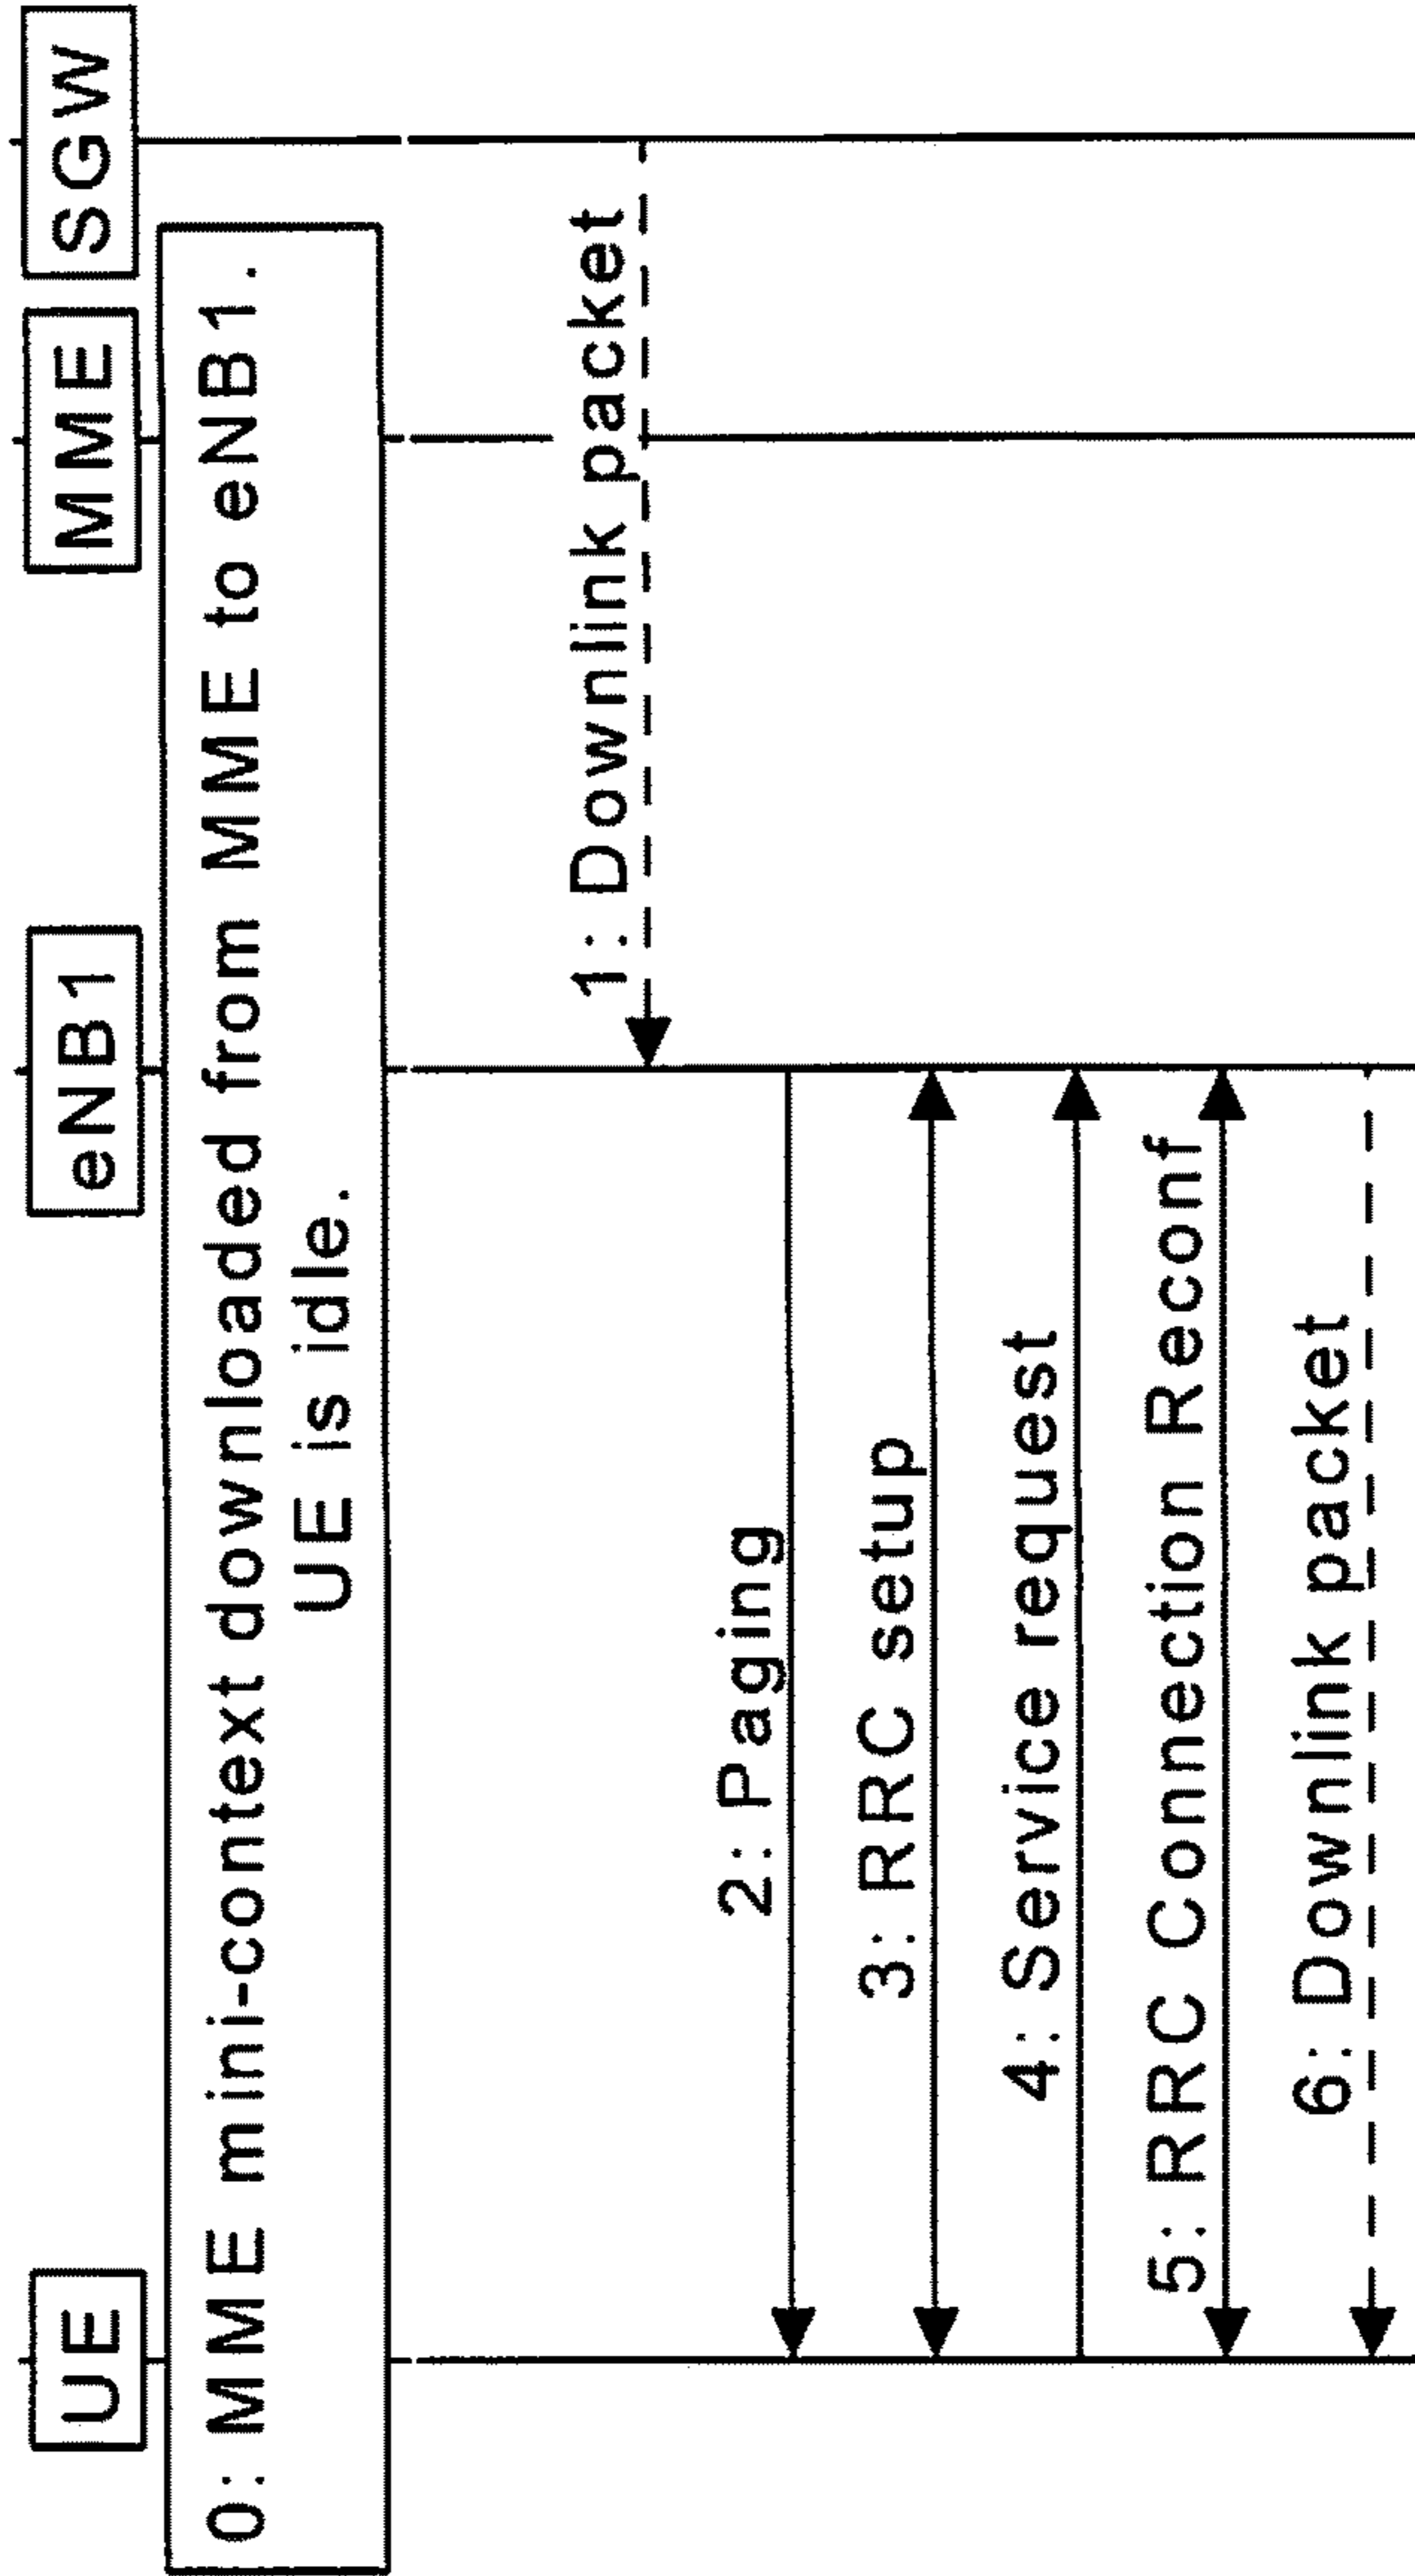 UE
eNB1
MME
SGW
0: MME mini-context downloaded from MME to eNB1.
UE is idle.
1: Downlink packet
2: Paging
3: RRC setup
4: Service request
5: RRC Connection Reconf
6: Downlink packet